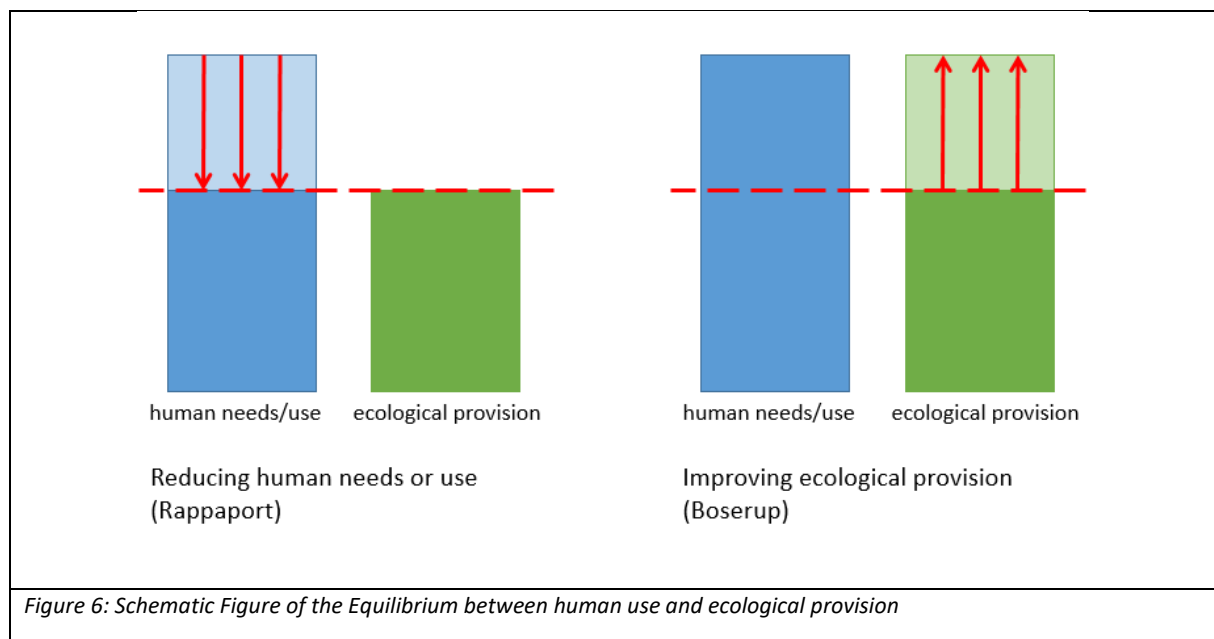 human needs/use
ecological provision
human needs/use
ecological provision
Reducing human needs or use
(Rappaport)
Improving ecological provision
(Boserup)
Figure 6: Schematic Figure of the Equilibrium between human use and ecological provision